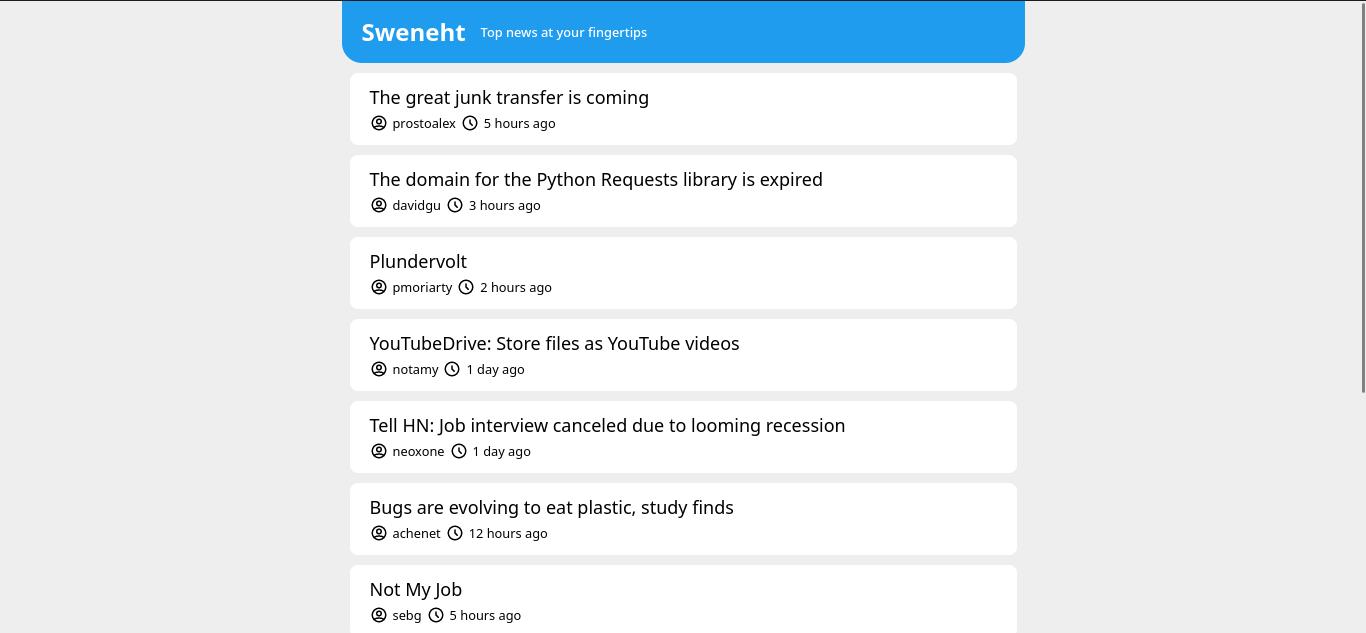 Sweneht Top news at your fingertips
The great junk transfer is coming
prostoalex 5 hours ago
The domain for the Python Requests library is expired
davidgu 3 hours ago
Plundervolt
pmoriarty 2 hours ago
YouTubeDrive: Store files as YouTube videos
notamy 1 day ago
Tell HN: Job interview canceled due to looming recession
neoxone 1 day ago
Bugs are evolving to eat plastic, study finds
achenet 12 hours ago
Not My Job
sebg 5 hours ago